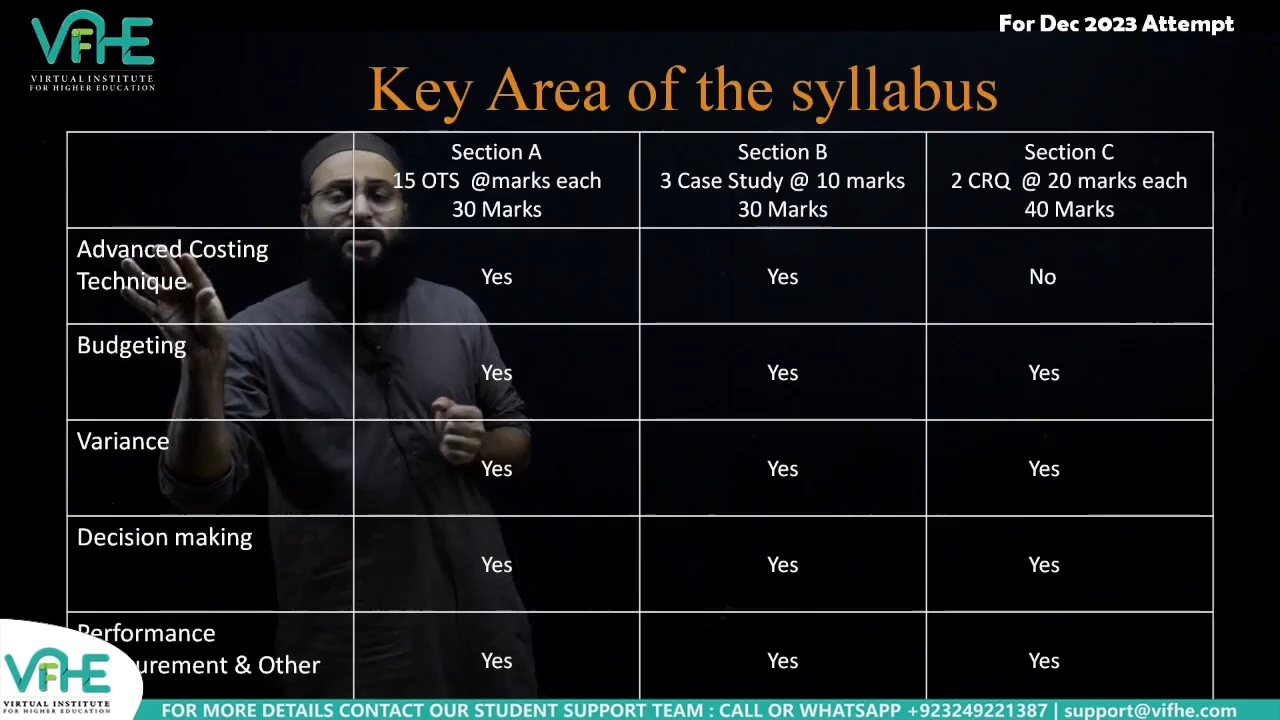 VIFHE
VIRTUAL INSTITUTE
FOR HIGHER EDUCATION
For Dec 2023 Attempt
Key Area of the syllabus
Section A
15 OTS @marks each
30 Marks
Section B
3 Case Study @ 10 marks
30 Marks
Section C
2 CRQ @ 20 marks each
40 Marks
Advanced Costing
Technique
Yes
Yes
No
Budgeting
Yes
Yes
Yes
Variance
Yes
Yes
Yes
Decision making
Yes
Yes
Yes
Performance
urement & Other
Yes
Yes
Yes
VIFHE
VIRTUAL INSTITUTE
FOR HIGHER EDUCATION
FOR MORE DETAILS CONTACT OUR STUDENT SUPPORT TEAM : CALL OR WHATSAPP +923249221387 | support@vifhe.com